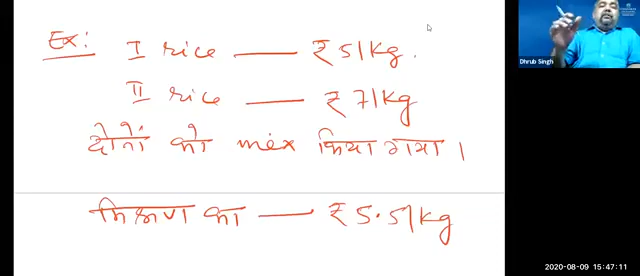 Ex: I rice — ₹ 5/kg.
II rice — ₹ 7/kg
दोनों को mix किया गया।
मिश्रण का — ₹ 5.5/kg
Dhrub Singh
2020-08-09 15:47:11